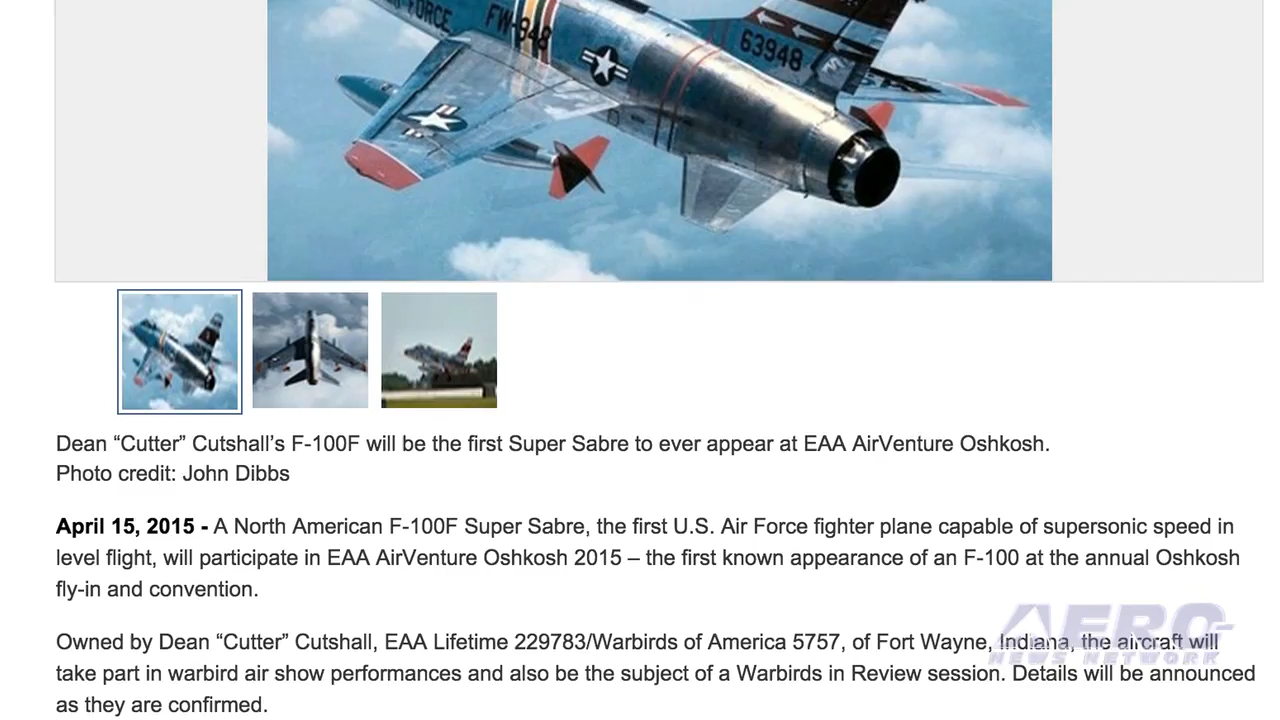 FORCE
FW-948
63948
Dean “Cutter” Cutshall’s F-100F will be the first Super Sabre to ever appear at EAA AirVenture Oshkosh.
Photo credit: John Dibbs
April 15, 2015 - A North American F-100F Super Sabre, the first U.S. Air Force fighter plane capable of supersonic speed in
level flight, will participate in EAA AirVenture Oshkosh 2015 – the first known appearance of an F-100 at the annual Oshkosh
fly-in and convention.
Owned by Dean “Cutter” Cutshall, EAA Lifetime 229783/Warbirds of America 5757, of Fort Wayne, Indiana, the aircraft will
take part in warbird air show performances and also be the subject of a Warbirds in Review session. Details will be announced
as they are confirmed.
AERO
NEWS NETWORK